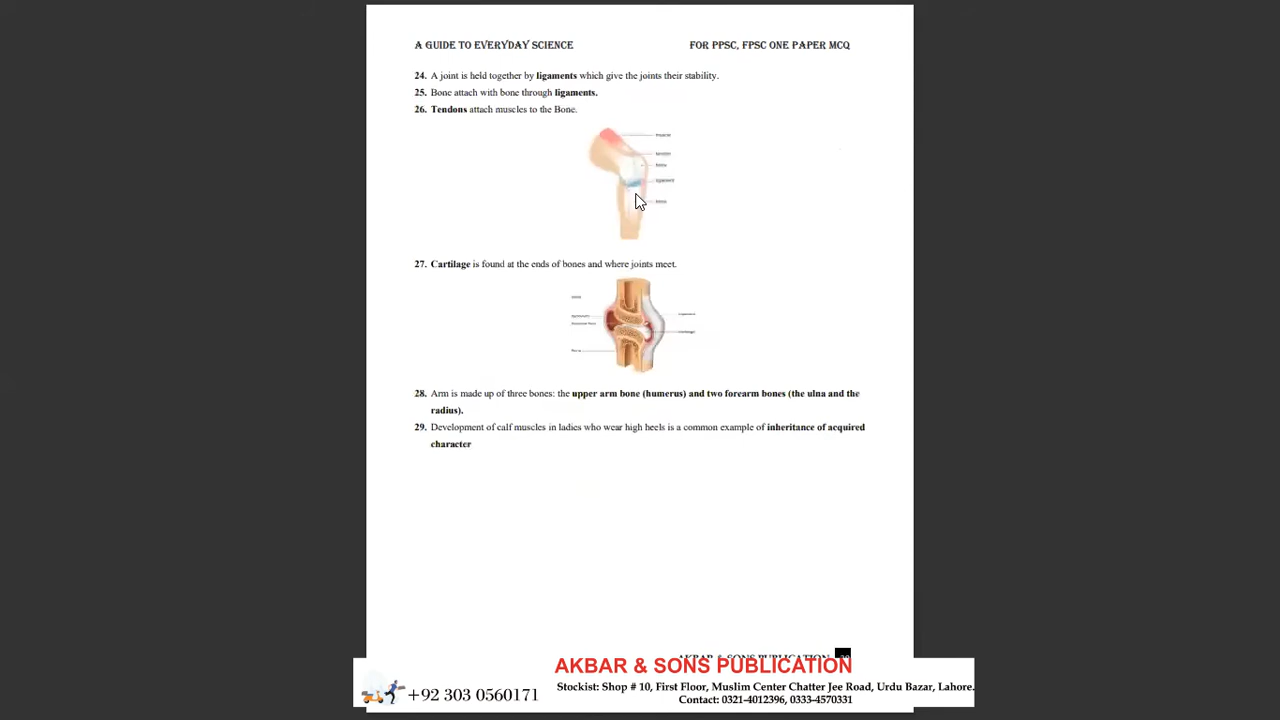 A GUIDE TO EVERYDAY SCIENCE
FOR PPSC, FPSC ONE PAPER MCQ
24. A joint is held together by ligaments which give the joints their stability.
25. Bone attach with bone through ligaments.
26. Tendons attach muscles to the Bone.
27. Cartilage is found at the ends of bones and where joints meet.
28. Arm is made up of three bones: the upper arm bone (humerus) and two forearm bones (the ulna and the
radius).
29. Development of calf muscles in ladies who wear high heels is a common example of inheritance of acquired
character
AKBAR & SONS PUBLICATION
AKBAR & SONS PUBLICATION
+92 303 0560171
Stockist: Shop # 10, First Floor, Muslim Center Chatter Jee Road, Urdu Bazar, Lahore.
Contact: 0321-4012396, 0333-4570331